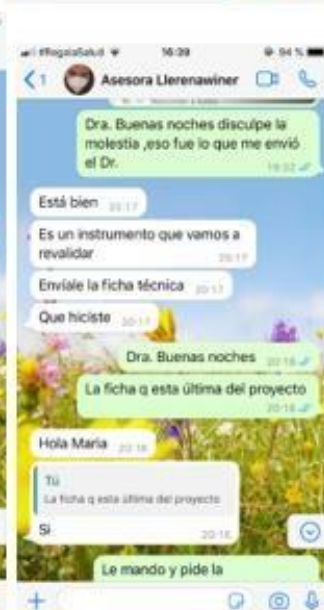 #RegalaSalud
16:39
94 %
1
Asesora Llerenawiner
Dra. Buenas noches disculpe la
molestia ,eso fue lo que me envió
el Dr.
Está bien 20:17
Es un instrumento que vamos a
revalidar 20:17
Envíale la ficha técnica 20:17
Que hiciste 20:17
Dra. Buenas noches 20:18
La ficha q esta última del proyecto
20:18
Hola Maria 20:18
Tú
La ficha q esta última del proyecto
Si 20:18
Le mando y pide la